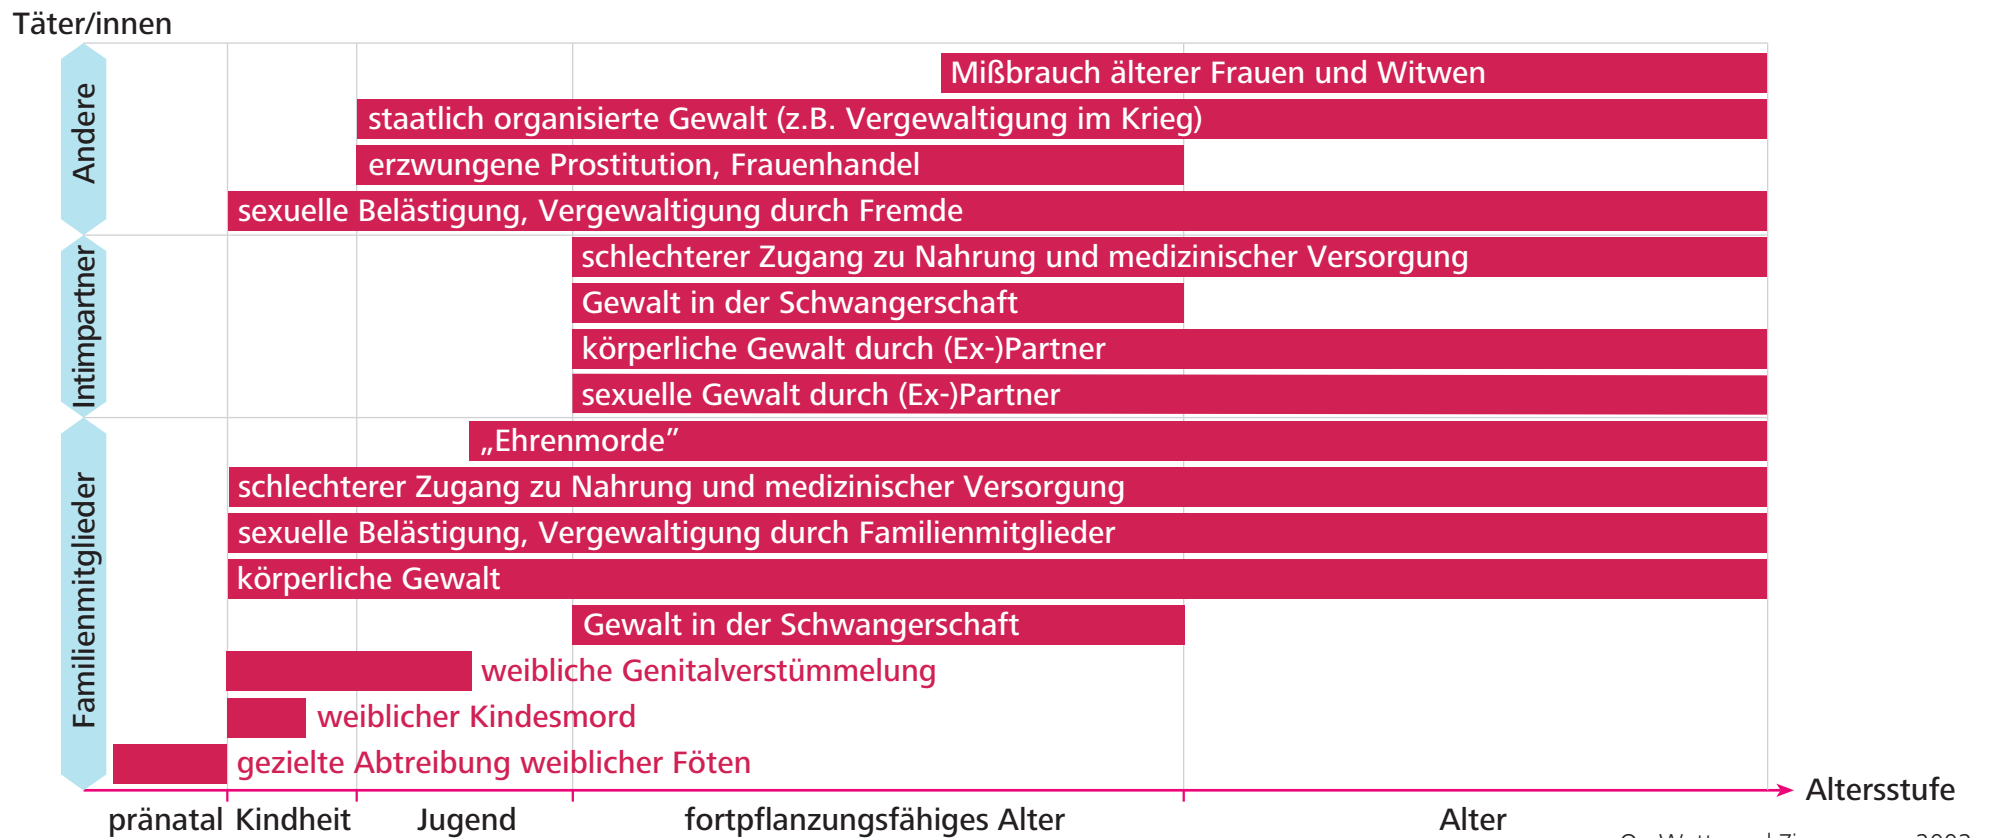 Täter/innen
Andere
Mißbrauch älterer Frauen und Witwen
staatlich organisierte Gewalt (z.B. Vergewaltigung im Krieg)
erzwungene Prostitution, Frauenhandel
sexuelle Belästigung, Vergewaltigung durch Fremde
Intimpartner
schlechterer Zugang zu Nahrung und medizinischer Versorgung
Gewalt in der Schwangerschaft
körperliche Gewalt durch (Ex-)Partner
sexuelle Gewalt durch (Ex-)Partner
Familienmitglieder
„Ehrenmorde”
schlechterer Zugang zu Nahrung und medizinischer Versorgung
sexuelle Belästigung, Vergewaltigung durch Familienmitglieder
körperliche Gewalt
Gewalt in der Schwangerschaft
weibliche Genitalverstümmelung
weiblicher Kindesmord
gezielte Abtreibung weiblicher Föten
Altersstufe
pränatal Kindheit Jugend fortpflanzungsfähiges Alter Alter